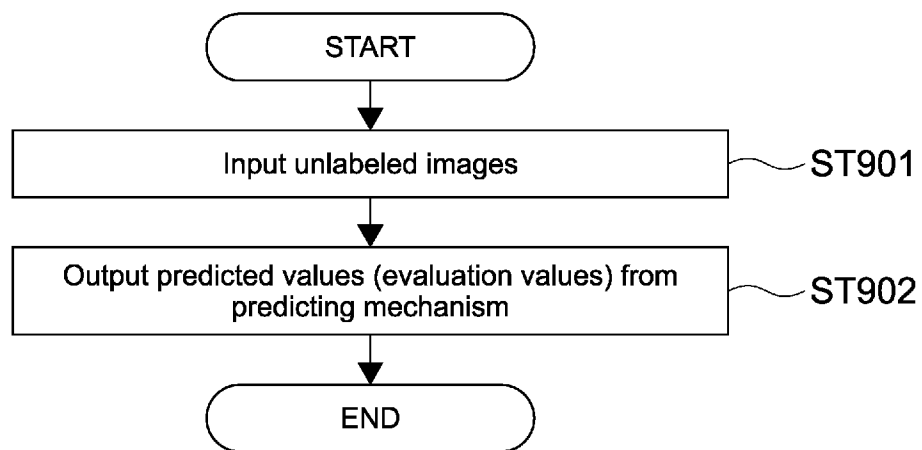 START
Input unlabeled images
ST901
Output predicted values (evaluation values) from
predicting mechanism
ST902
END